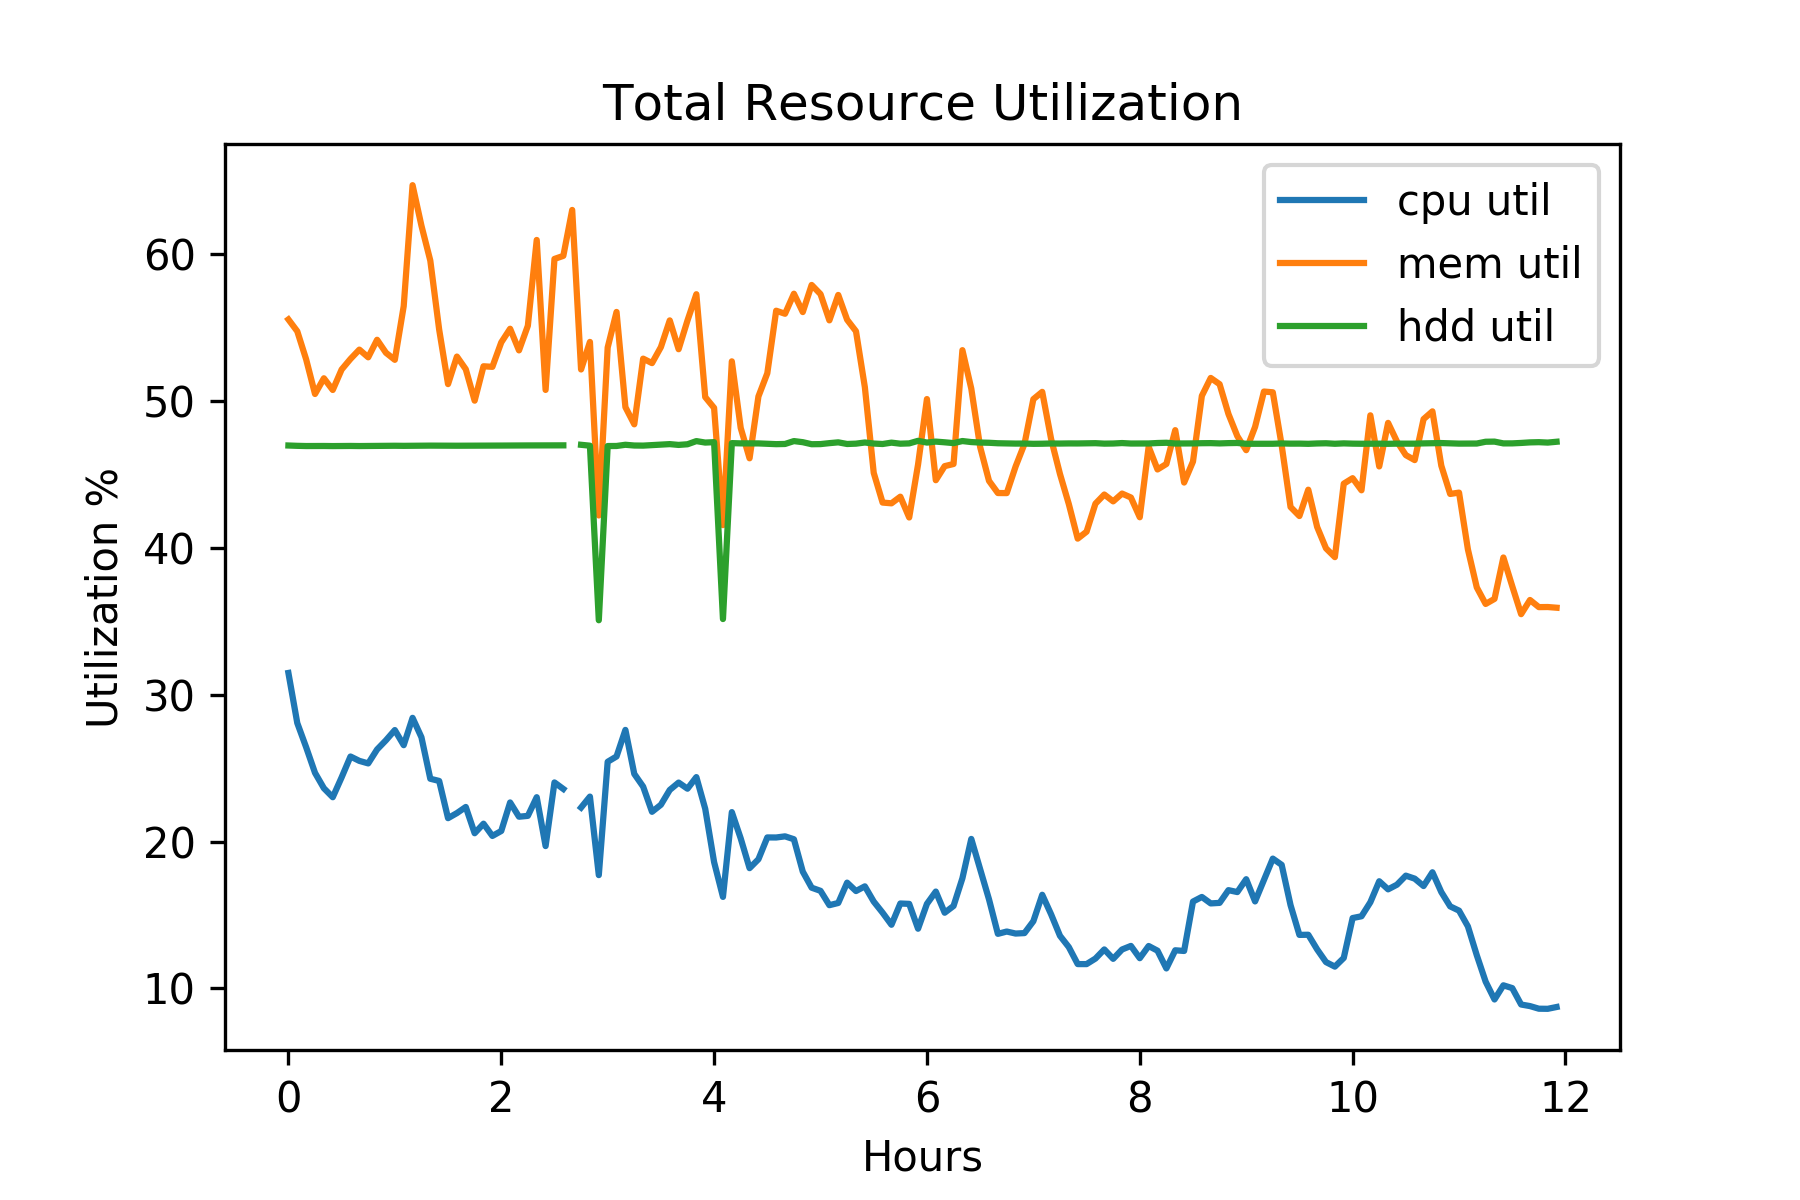 Total Resource Utilization
cpu util
mem util
hdd util
60
50
40
30
20
10
Utilization %
0 2 4 6 8 10 12
Hours